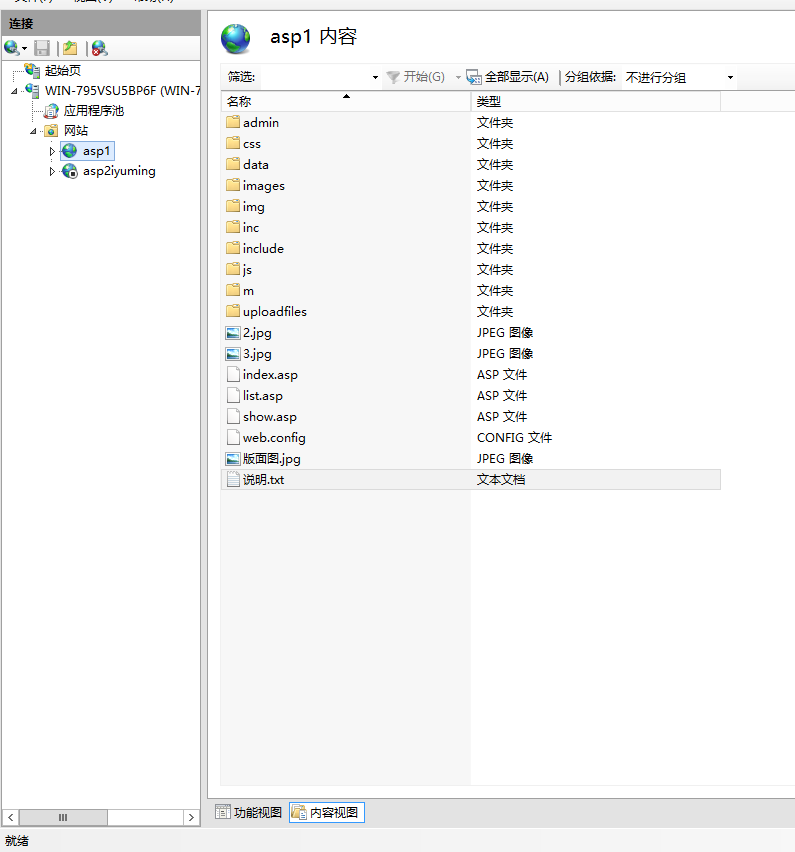 连接
asp1 内容
筛选: 开始(G) 全部显示(A) 分组依据: 不进行分组
起始页
WIN-795VSU5BP6F (WIN-7
应用程序池
网站
asp1
asp2iyuming
名称 类型
admin 文件夹
css 文件夹
data 文件夹
images 文件夹
img 文件夹
inc 文件夹
include 文件夹
js 文件夹
m 文件夹
uploadfiles 文件夹
2.jpg JPEG 图像
3.jpg JPEG 图像
index.asp ASP 文件
list.asp ASP 文件
show.asp ASP 文件
web.config CONFIG 文件
版面图.jpg JPEG 图像
说明.txt 文本文档
功能视图 内容视图
就绪